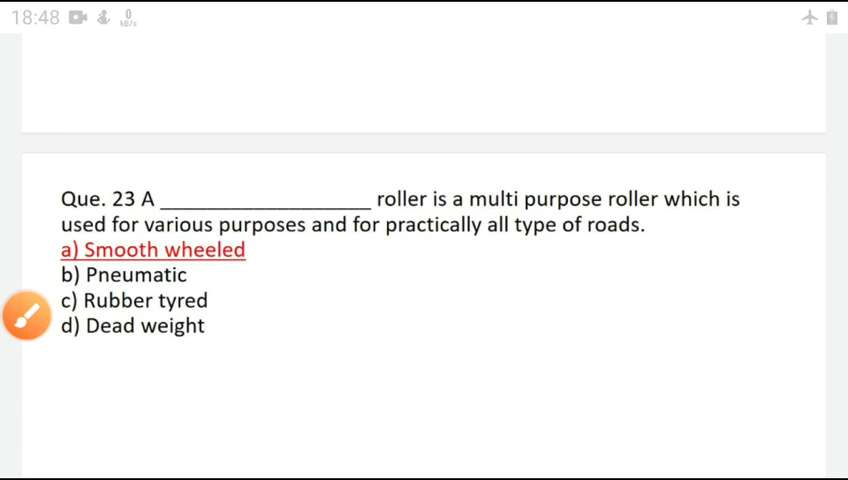 18:48 0
kB/s
Que. 23 A ___________________ roller is a multi purpose roller which is
used for various purposes and for practically all type of roads.
a) Smooth wheeled
b) Pneumatic
c) Rubber tyred
d) Dead weight